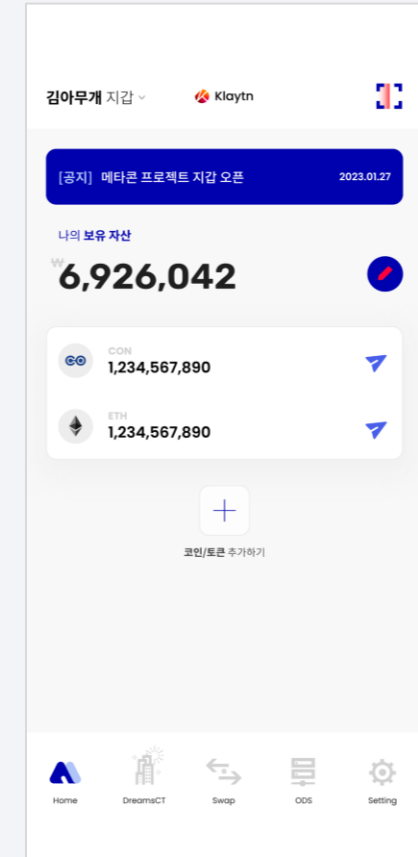 김아무개 지갑
Klaytn
[공지] 메타콘 프로젝트 지갑 오픈 2023.01.27
나의 보유 자산
₩6,926,042
CON
1,234,567,890
ETH
1,234,567,890
코인/토큰 추가하기
Home DreamsCT Swap ODS Setting